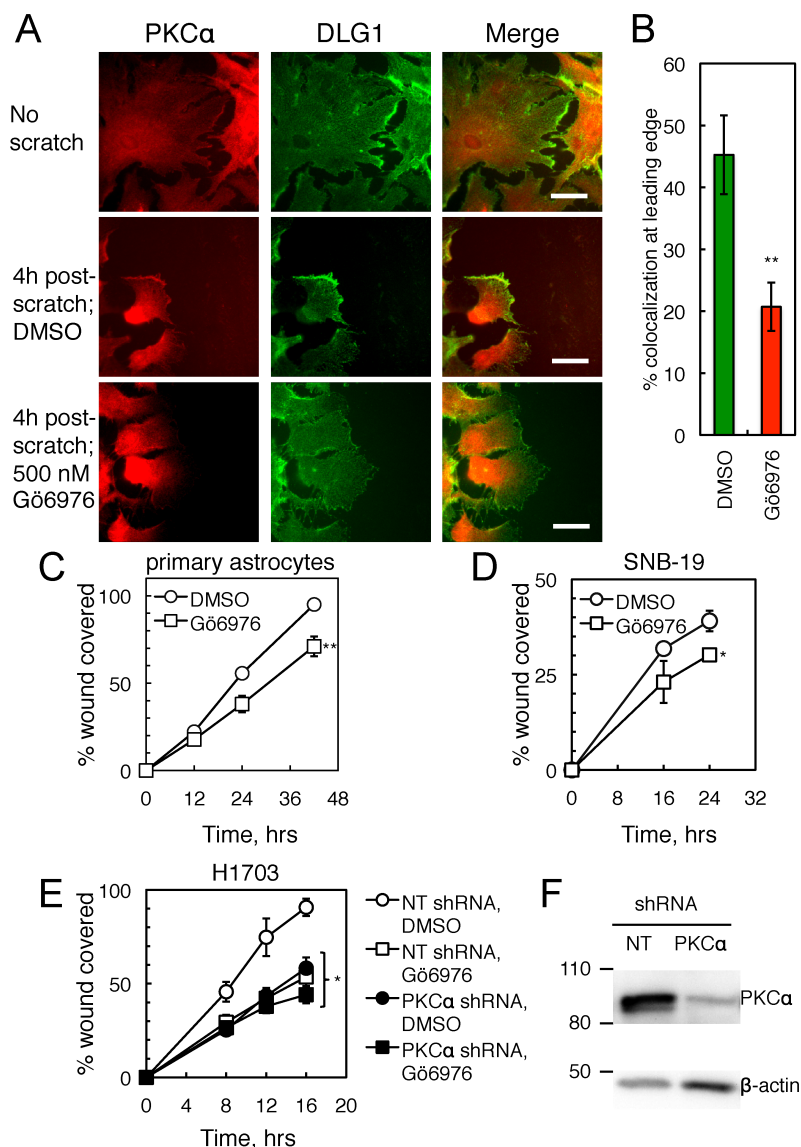 A
PKCα
DLG1
Merge
No
scratch
4h post-
scratch;
DMSO
4h post-
scratch;
500 nM
Gö6976
B
% colocalization at leading edge
60
50
40
30
20
10
0
**
DMSO
Gö6976
C
primary astrocytes
% wound covered
100
50
0
DMSO
Gö6976
**
0 12 24 36 48
Time, hrs
D
SNB-19
% wound covered
50
25
0
DMSO
Gö6976
*
0 8 16 24 32
Time, hrs
E
H1703
% wound covered
100
50
0
*
0 4 8 12 16 20
Time, hrs
NT shRNA,
DMSO
NT shRNA,
Gö6976
PKCα shRNA,
DMSO
PKCα shRNA,
Gö6976
F
shRNA
NT PKCα
110
80
50
PKCα
β-actin